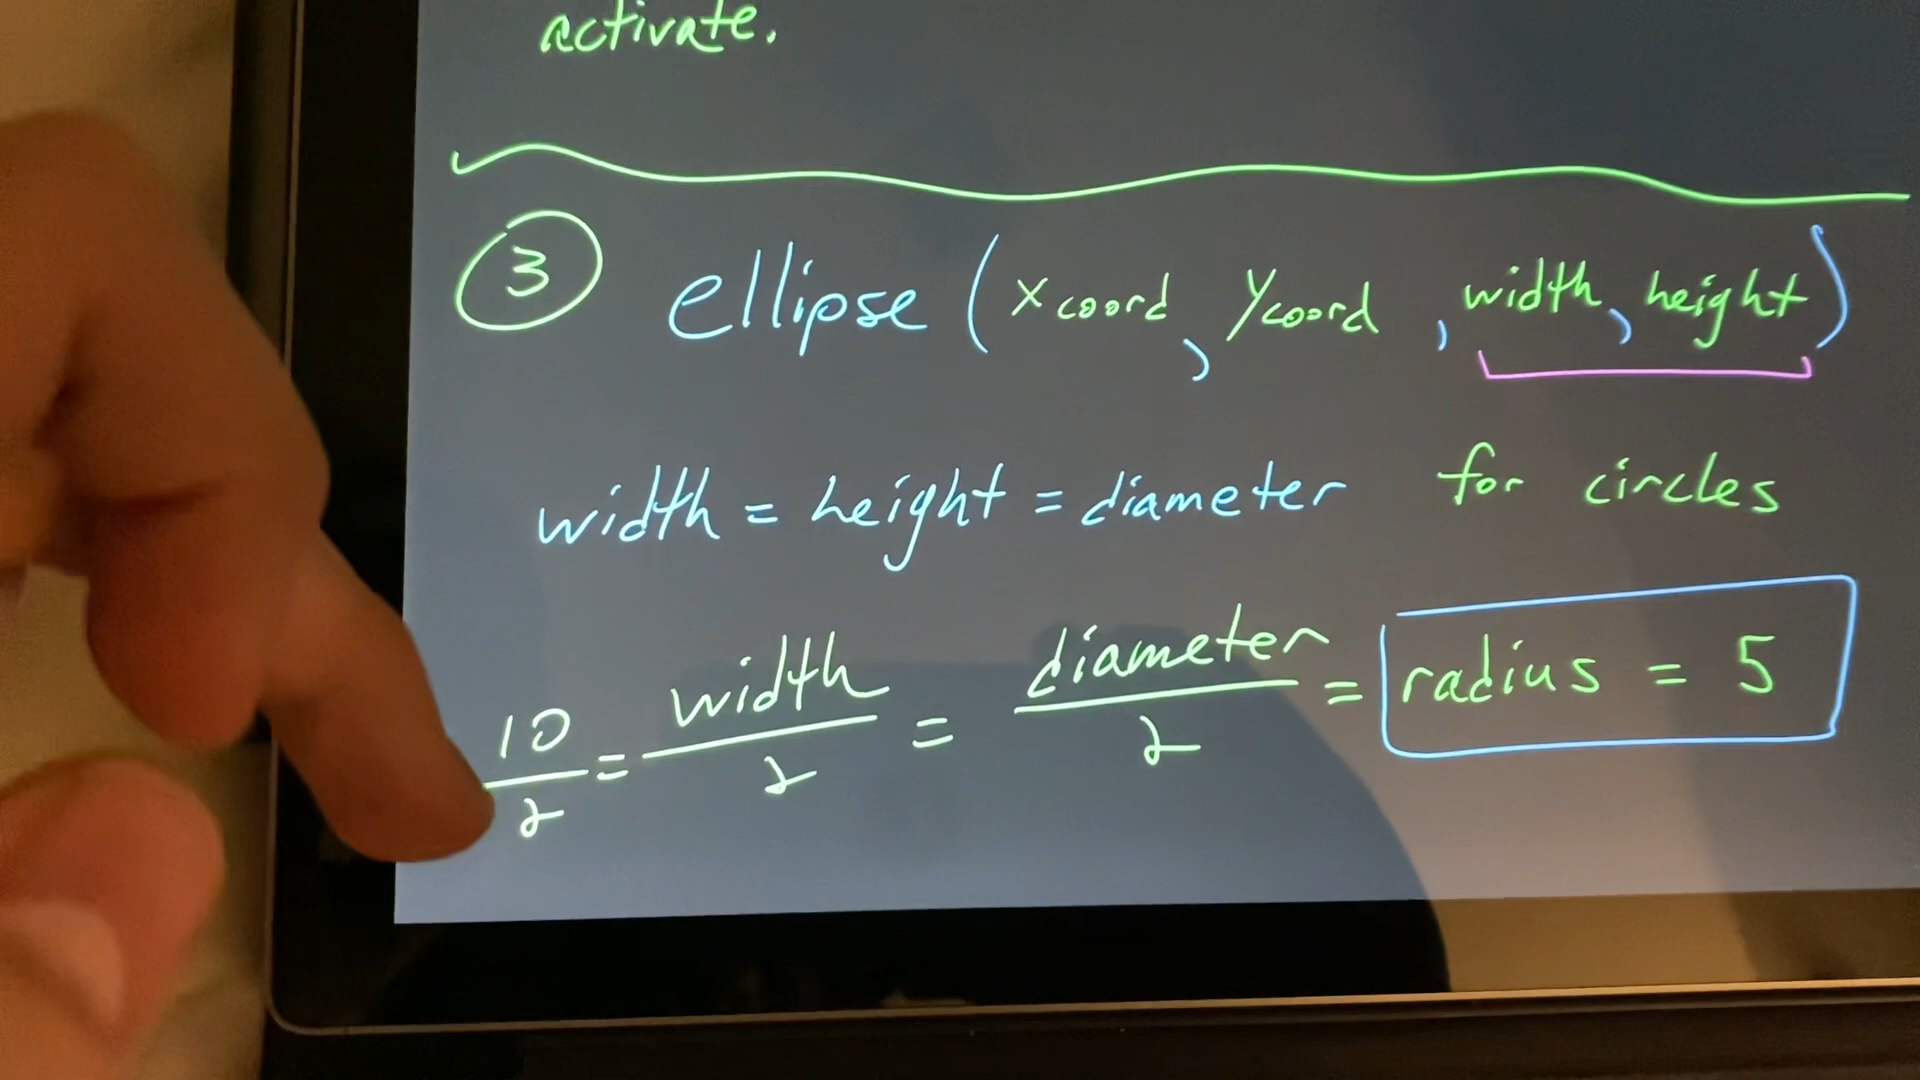 activate.
3 ellipse (xcoord, ycoord, width, height)
width = height = diameter for circles
10/2 = width/2 = diameter/2 = radius = 5